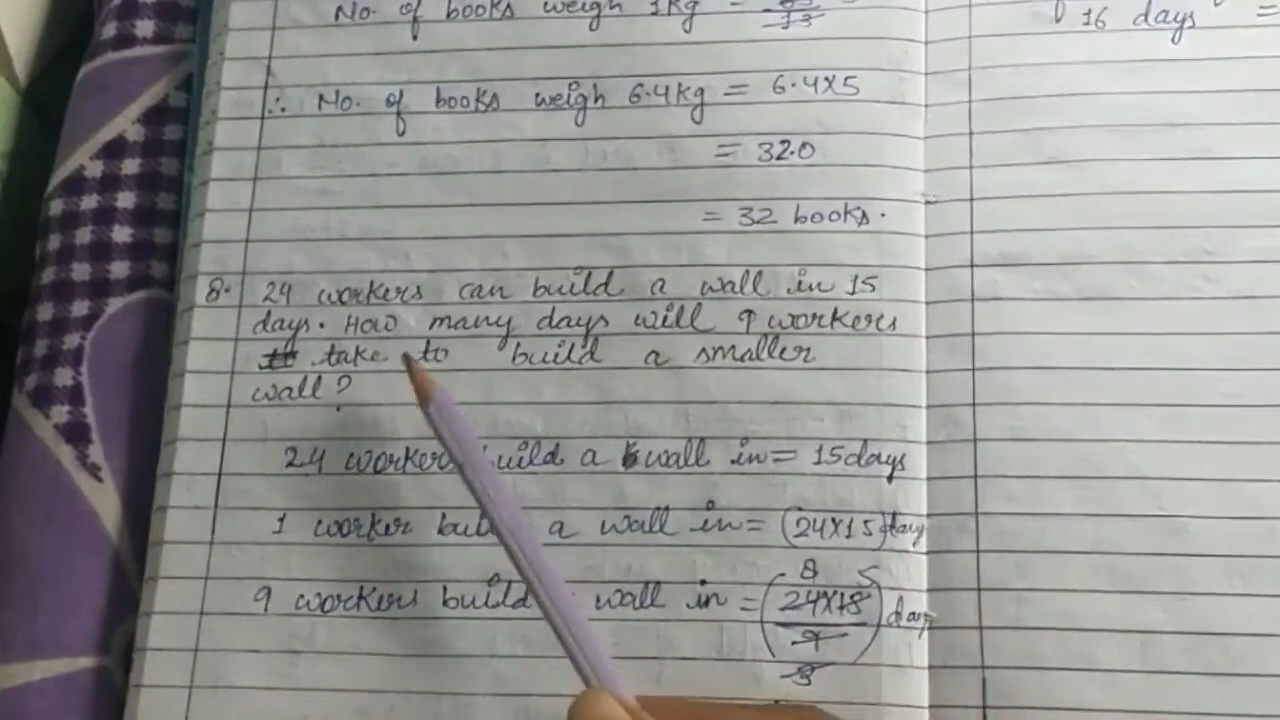 No. of books weigh 1kg =
16 days =
∴ No. of books weigh 6.4kg = 6.4×5
= 32.0
= 32 books.
8. 24 workers can build a wall in 15
days. How many days will 9 workers
take to build a smaller
wall?
24 workers build a wall in = 15 days
1 worker build a wall in = (24×15) days
8 5
9 workers build wall in = (24×15 / 9) days
3